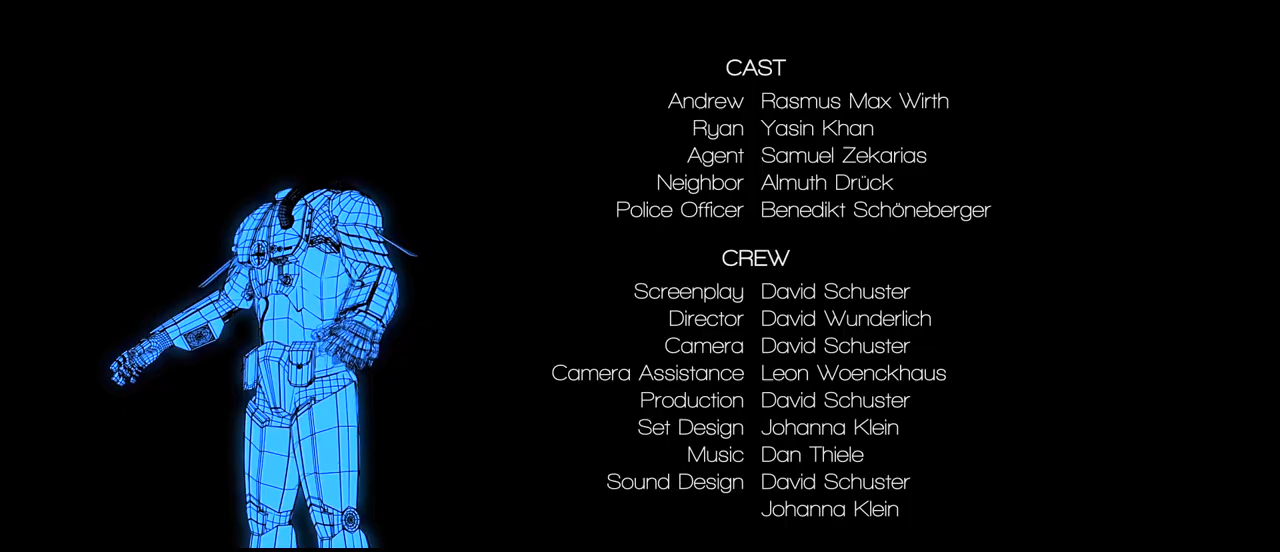 CAST
Andrew Rasmus Max Wirth
Ryan Yasin Khan
Agent Samuel Zekarias
Neighbor Almuth Drück
Police Officer Benedikt Schöneberger
CREW
Screenplay David Schuster
Director David Wunderlich
Camera David Schuster
Camera Assistance Leon Woenckhaus
Production David Schuster
Set Design Johanna Klein
Music Dan Thiele
Sound Design David Schuster
Johanna Klein